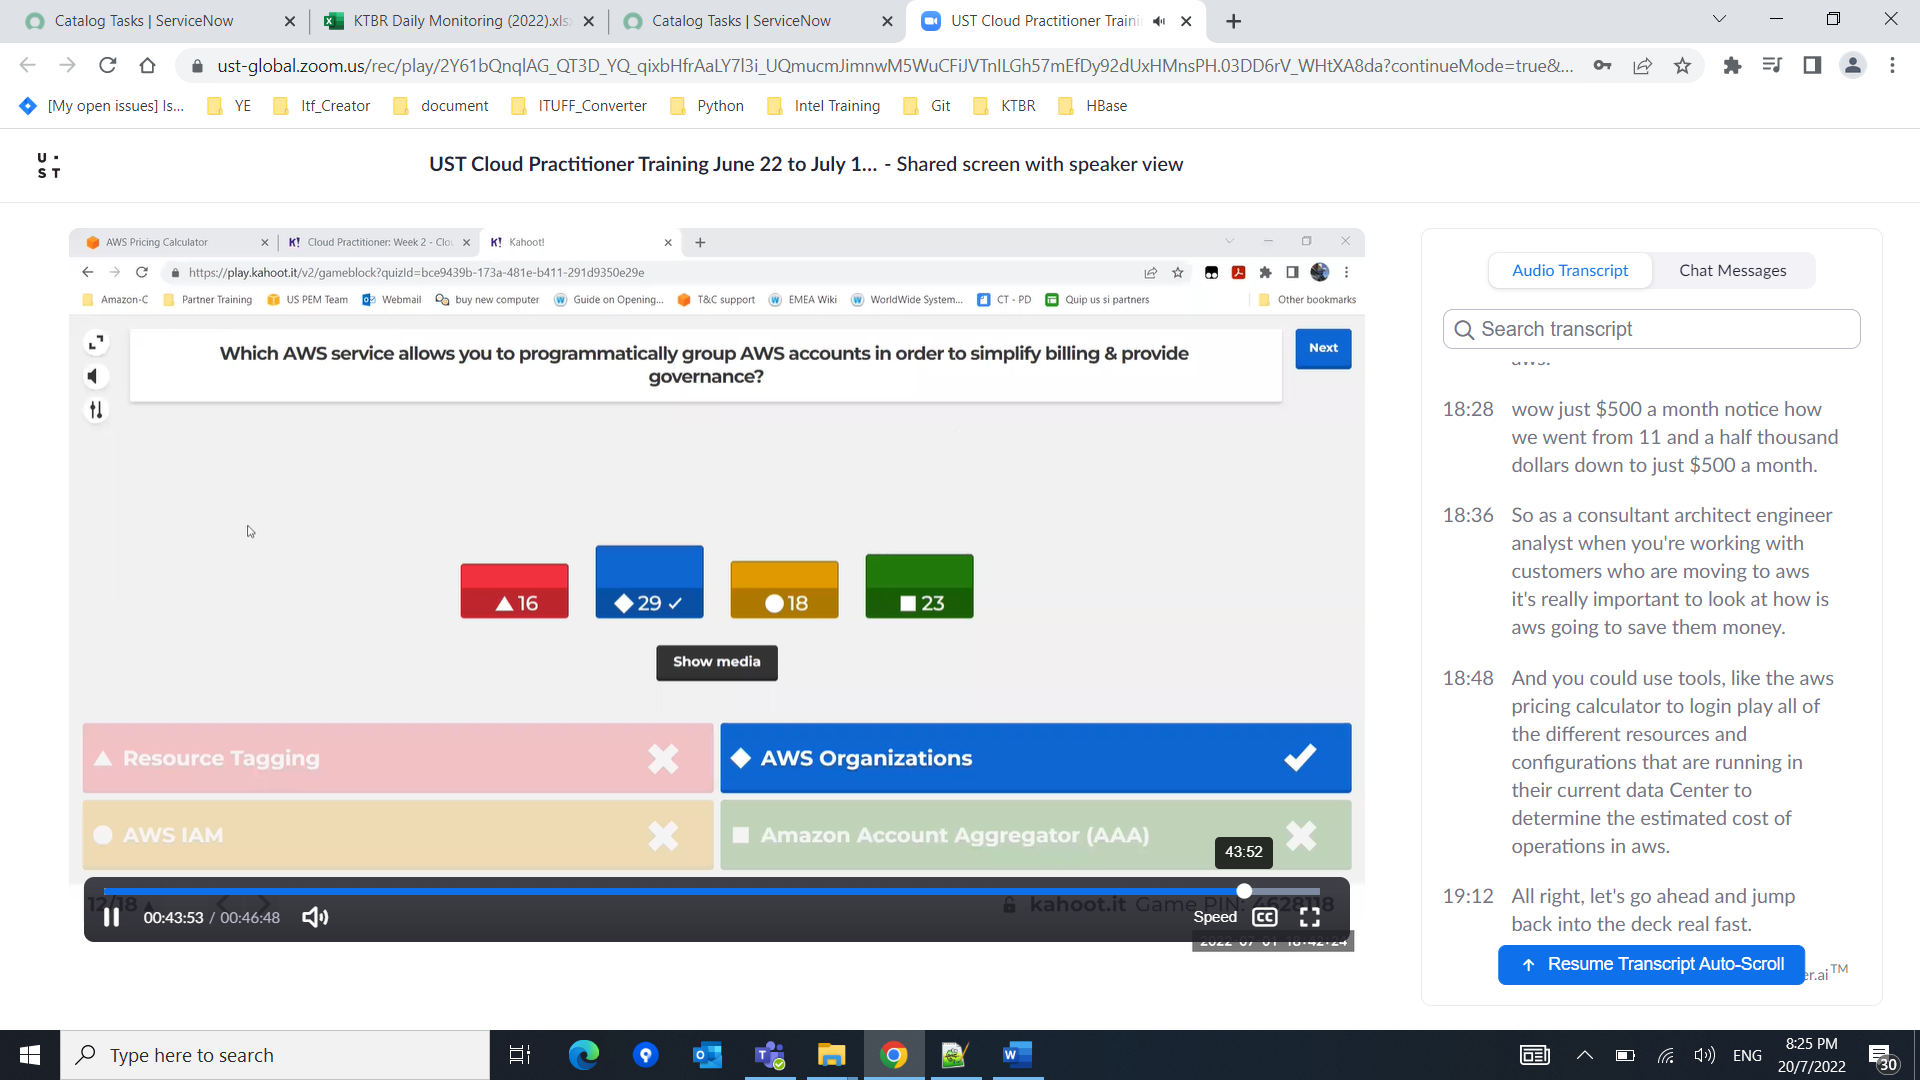 Catalog Tasks | ServiceNow
KTBR Daily Monitoring (2022).xls
Catalog Tasks | ServiceNow
UST Cloud Practitioner Traini
ust-global.zoom.us/rec/play/2Y61bQnqlAG_QT3D_YQ_qixbHfrAaLY7l3i_UQmucmJimnwM5WuCFiJVTnILGh57mEfDy92dUxHMnsPH.03DD6rV_WHtXA8da?continueMode=true&...
[My open issues] Is...
YE
Itf_Creator
document
ITUFF_Converter
Python
Intel Training
Git
KTBR
HBase
U.
ST
UST Cloud Practitioner Training June 22 to July 1... - Shared screen with speaker view
AWS Pricing Calculator
K! Cloud Practitioner: Week 2 - Clo
K! Kahoot!
https://play.kahoot.it/v2/gameblock?quizId=bce9439b-173a-481e-b411-291d9350e29e
Amazon-C
Partner Training
US PEM Team
Webmail
buy new computer
Guide on Opening...
T&C support
EMEA Wiki
WorldWide System...
CT - PD
Quip us si partners
Other bookmarks
Which AWS service allows you to programmatically group AWS accounts in order to simplify billing & provide
governance?
Next
16
29
18
23
Show media
Resource Tagging
AWS Organizations
AWS IAM
Amazon Account Aggregator (AAA)
43:52
12/18
kahoot.it Game PIN: 4628118
00:43:53 / 00:46:48
Speed
CC
2022-07-01 18:42:24
Audio Transcript
Chat Messages
Search transcript
aws.
18:28 wow just $500 a month notice how
we went from 11 and a half thousand
dollars down to just $500 a month.
18:36 So as a consultant architect engineer
analyst when you're working with
customers who are moving to aws
it's really important to look at how is
aws going to save them money.
18:48 And you could use tools, like the aws
pricing calculator to login play all of
the different resources and
configurations that are running in
their current data Center to
determine the estimated cost of
operations in aws.
19:12 All right, let's go ahead and jump
back into the deck real fast.
Resume Transcript Auto-Scroll
er.ai™
Type here to search
ENG
8:25 PM
20/7/2022
30